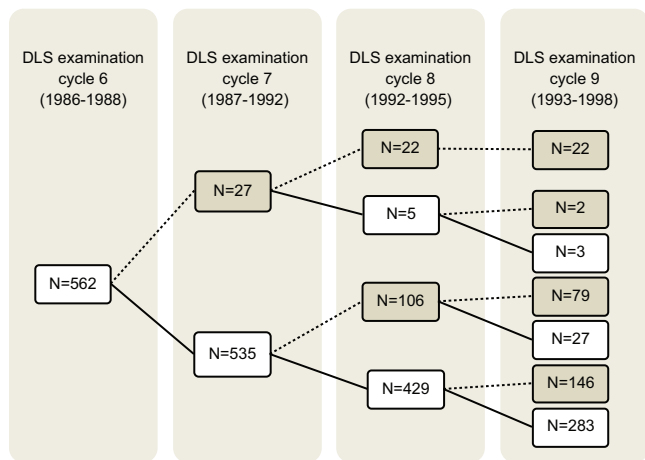 DLS examination
cycle 6
(1986-1988)
DLS examination
cycle 7
(1987-1992)
DLS examination
cycle 8
(1992-1995)
DLS examination
cycle 9
(1993-1998)
N=562
N=27
N=535
N=22
N=5
N=106
N=429
N=22
N=2
N=3
N=79
N=27
N=146
N=283